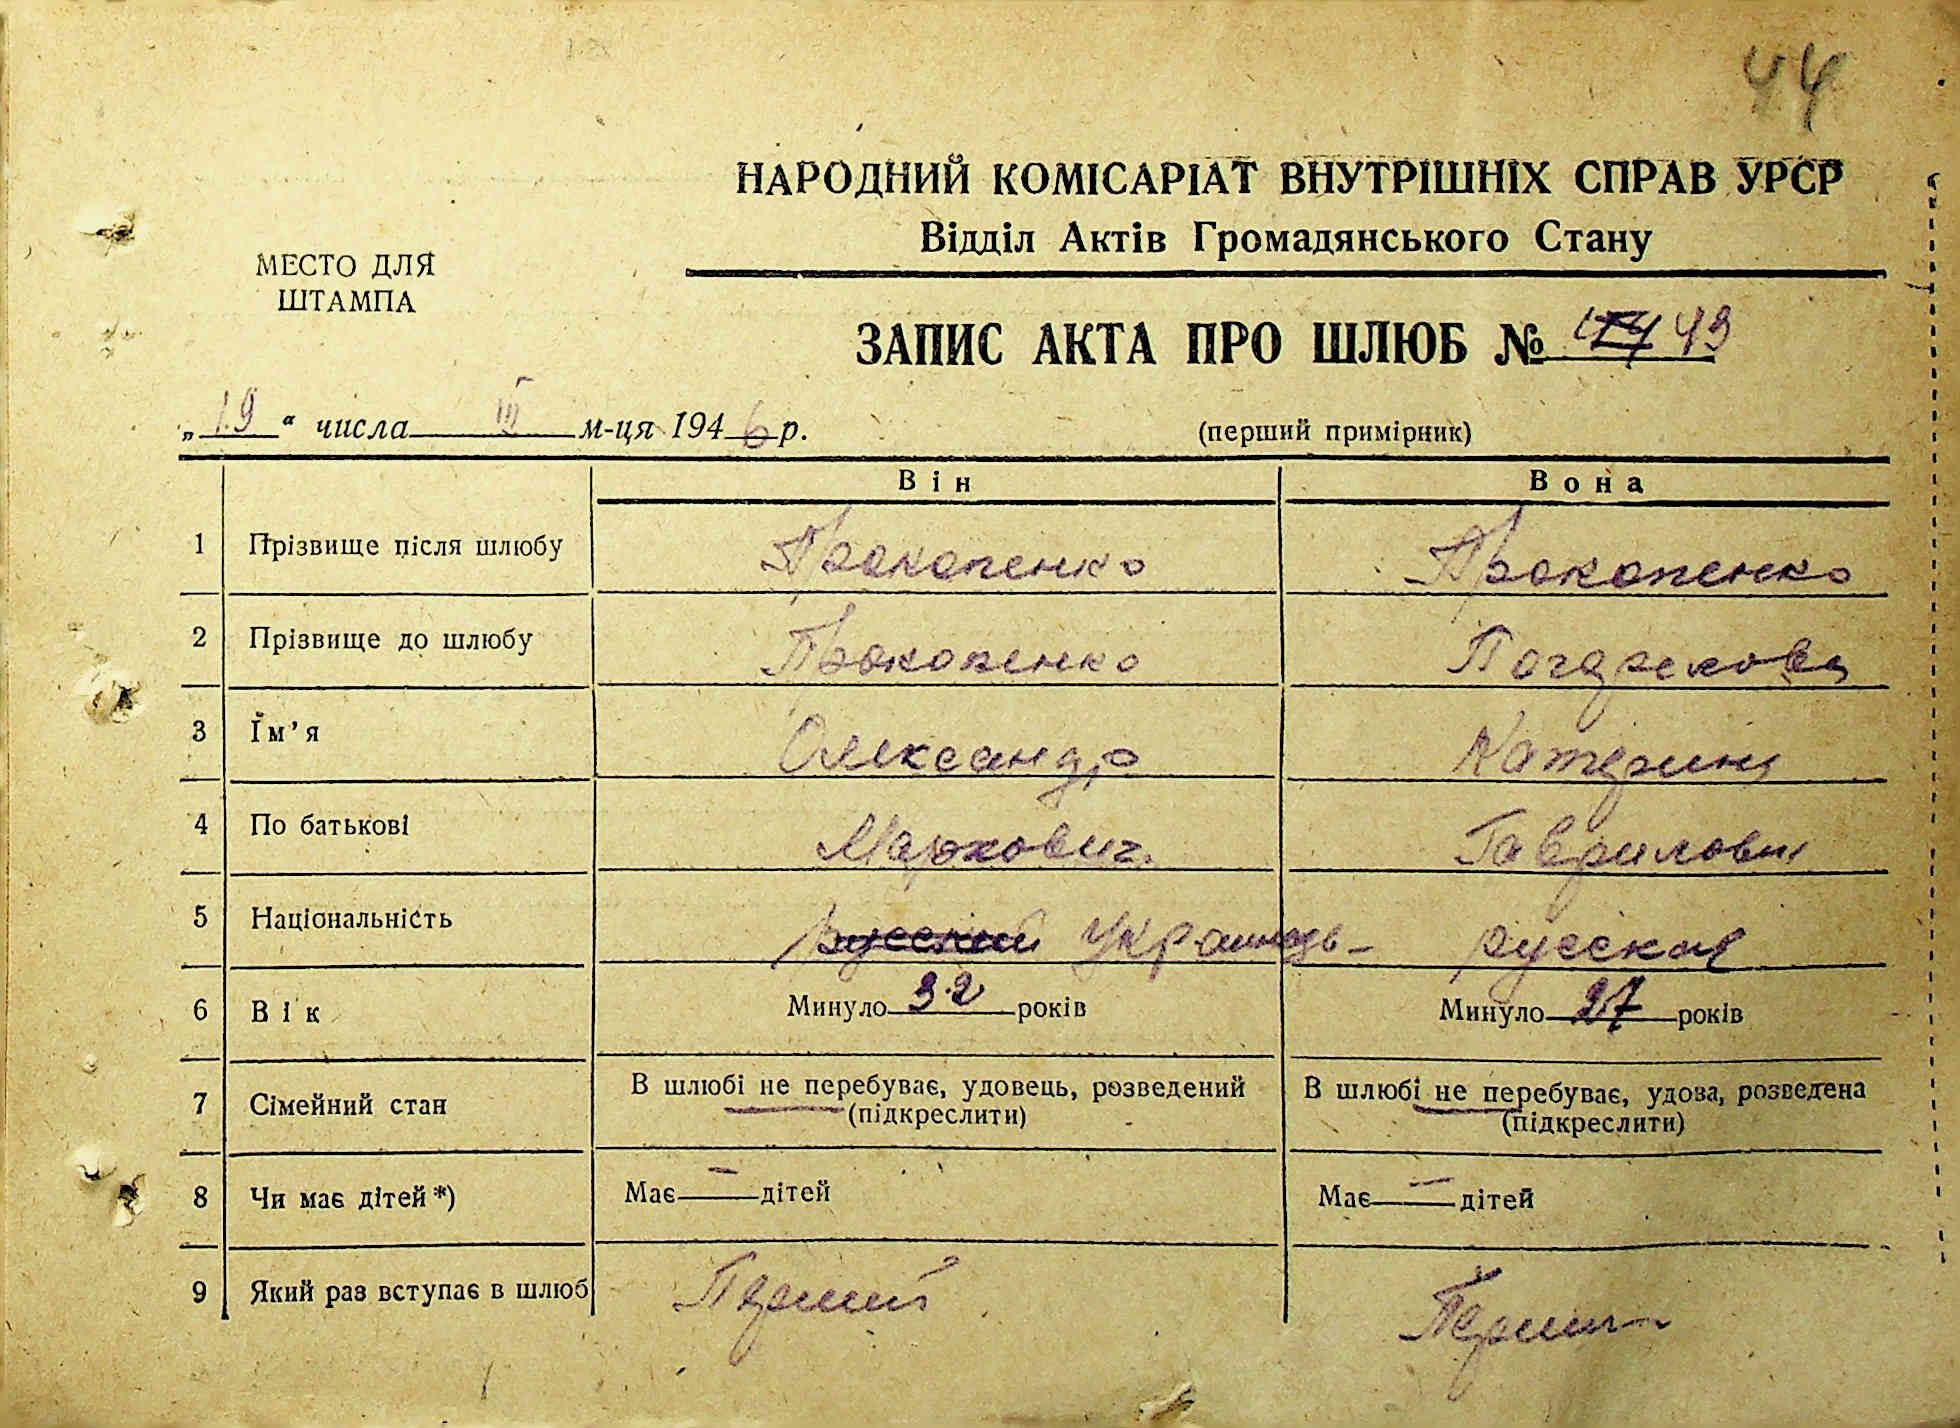 44
НАРОДНИЙ КОМІСАРІАТ ВНУТРІШНІХ СПРАВ УРСР
Відділ Актів Громадянського Стану
МЕСТО ДЛЯ
ШТАМПА
ЗАПИС АКТА ПРО ШЛЮБ № 43
„19“ числа III м-ця 1946 р.
(перший примірник)
Він Вона
1 Прізвище після шлюбу Прокопенко Прокопенко
2 Прізвище до шлюбу Прокопенко
3 Ім’я Олександр Катерина
4 По батькові Маркович Гаврилови
5 Національність Русский Украинець русская
6 Вік Минуло 32 років Минуло 27 років
7 Сімейний стан В шлюбі не перебуває, удовець, розведений В шлюбі не перебуває, удова, розведена
(підкреслити) (підкреслити)
8 Чи має дітей*) Має — дітей Має — дітей
9 Який раз вступає в шлюб Перший Перший